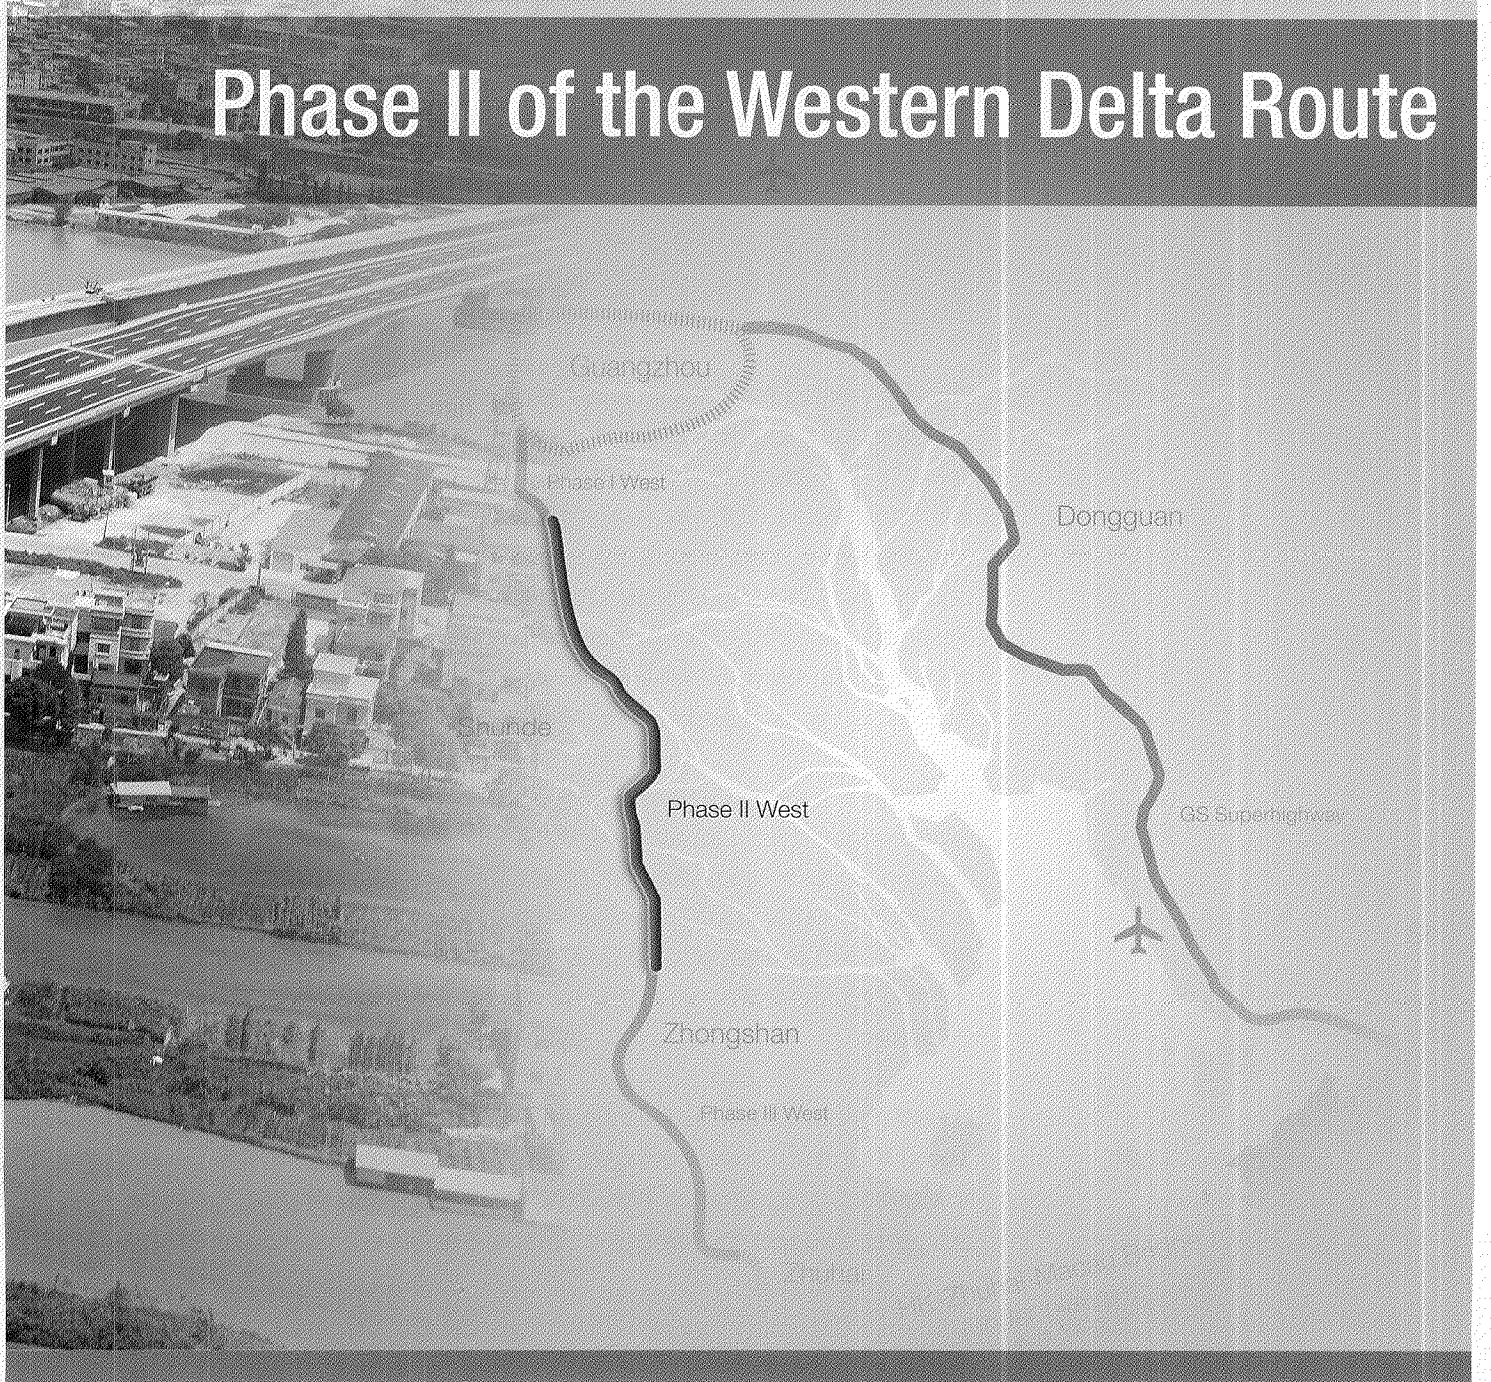 Phase II of the Western Delta Route
Guangzhou
Phase I West
Dongguan
Shunde
Phase II West
GS Superhighway
Zhongshan
Phase III West